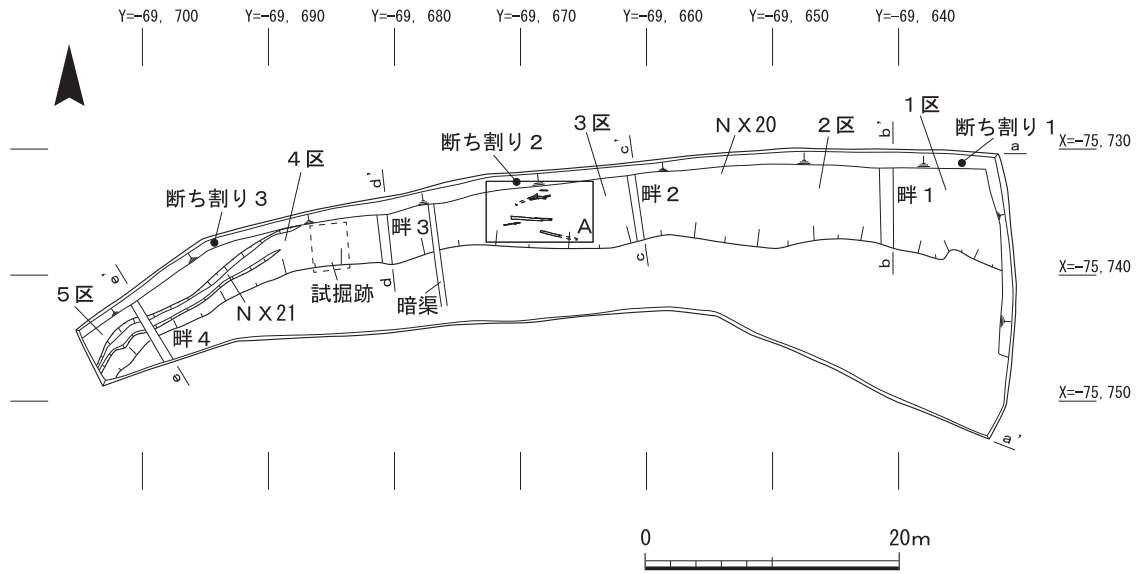 Y=-69, 700
Y=-69, 690
Y=-69, 680
Y=-69, 670
Y=-69, 660
Y=-69, 650
Y=-69, 640
X=-75, 730
X=-75, 740
X=-75, 750
1区
断ち割り1
a
b'
2区
NX20
3区
c'
断ち割り2
4区
d'
断ち割り3
畔1
畔2
A
畔3
b
c
d
試掘跡
暗渠
e'
5区
NX21
畔4
e
a'
0
20m